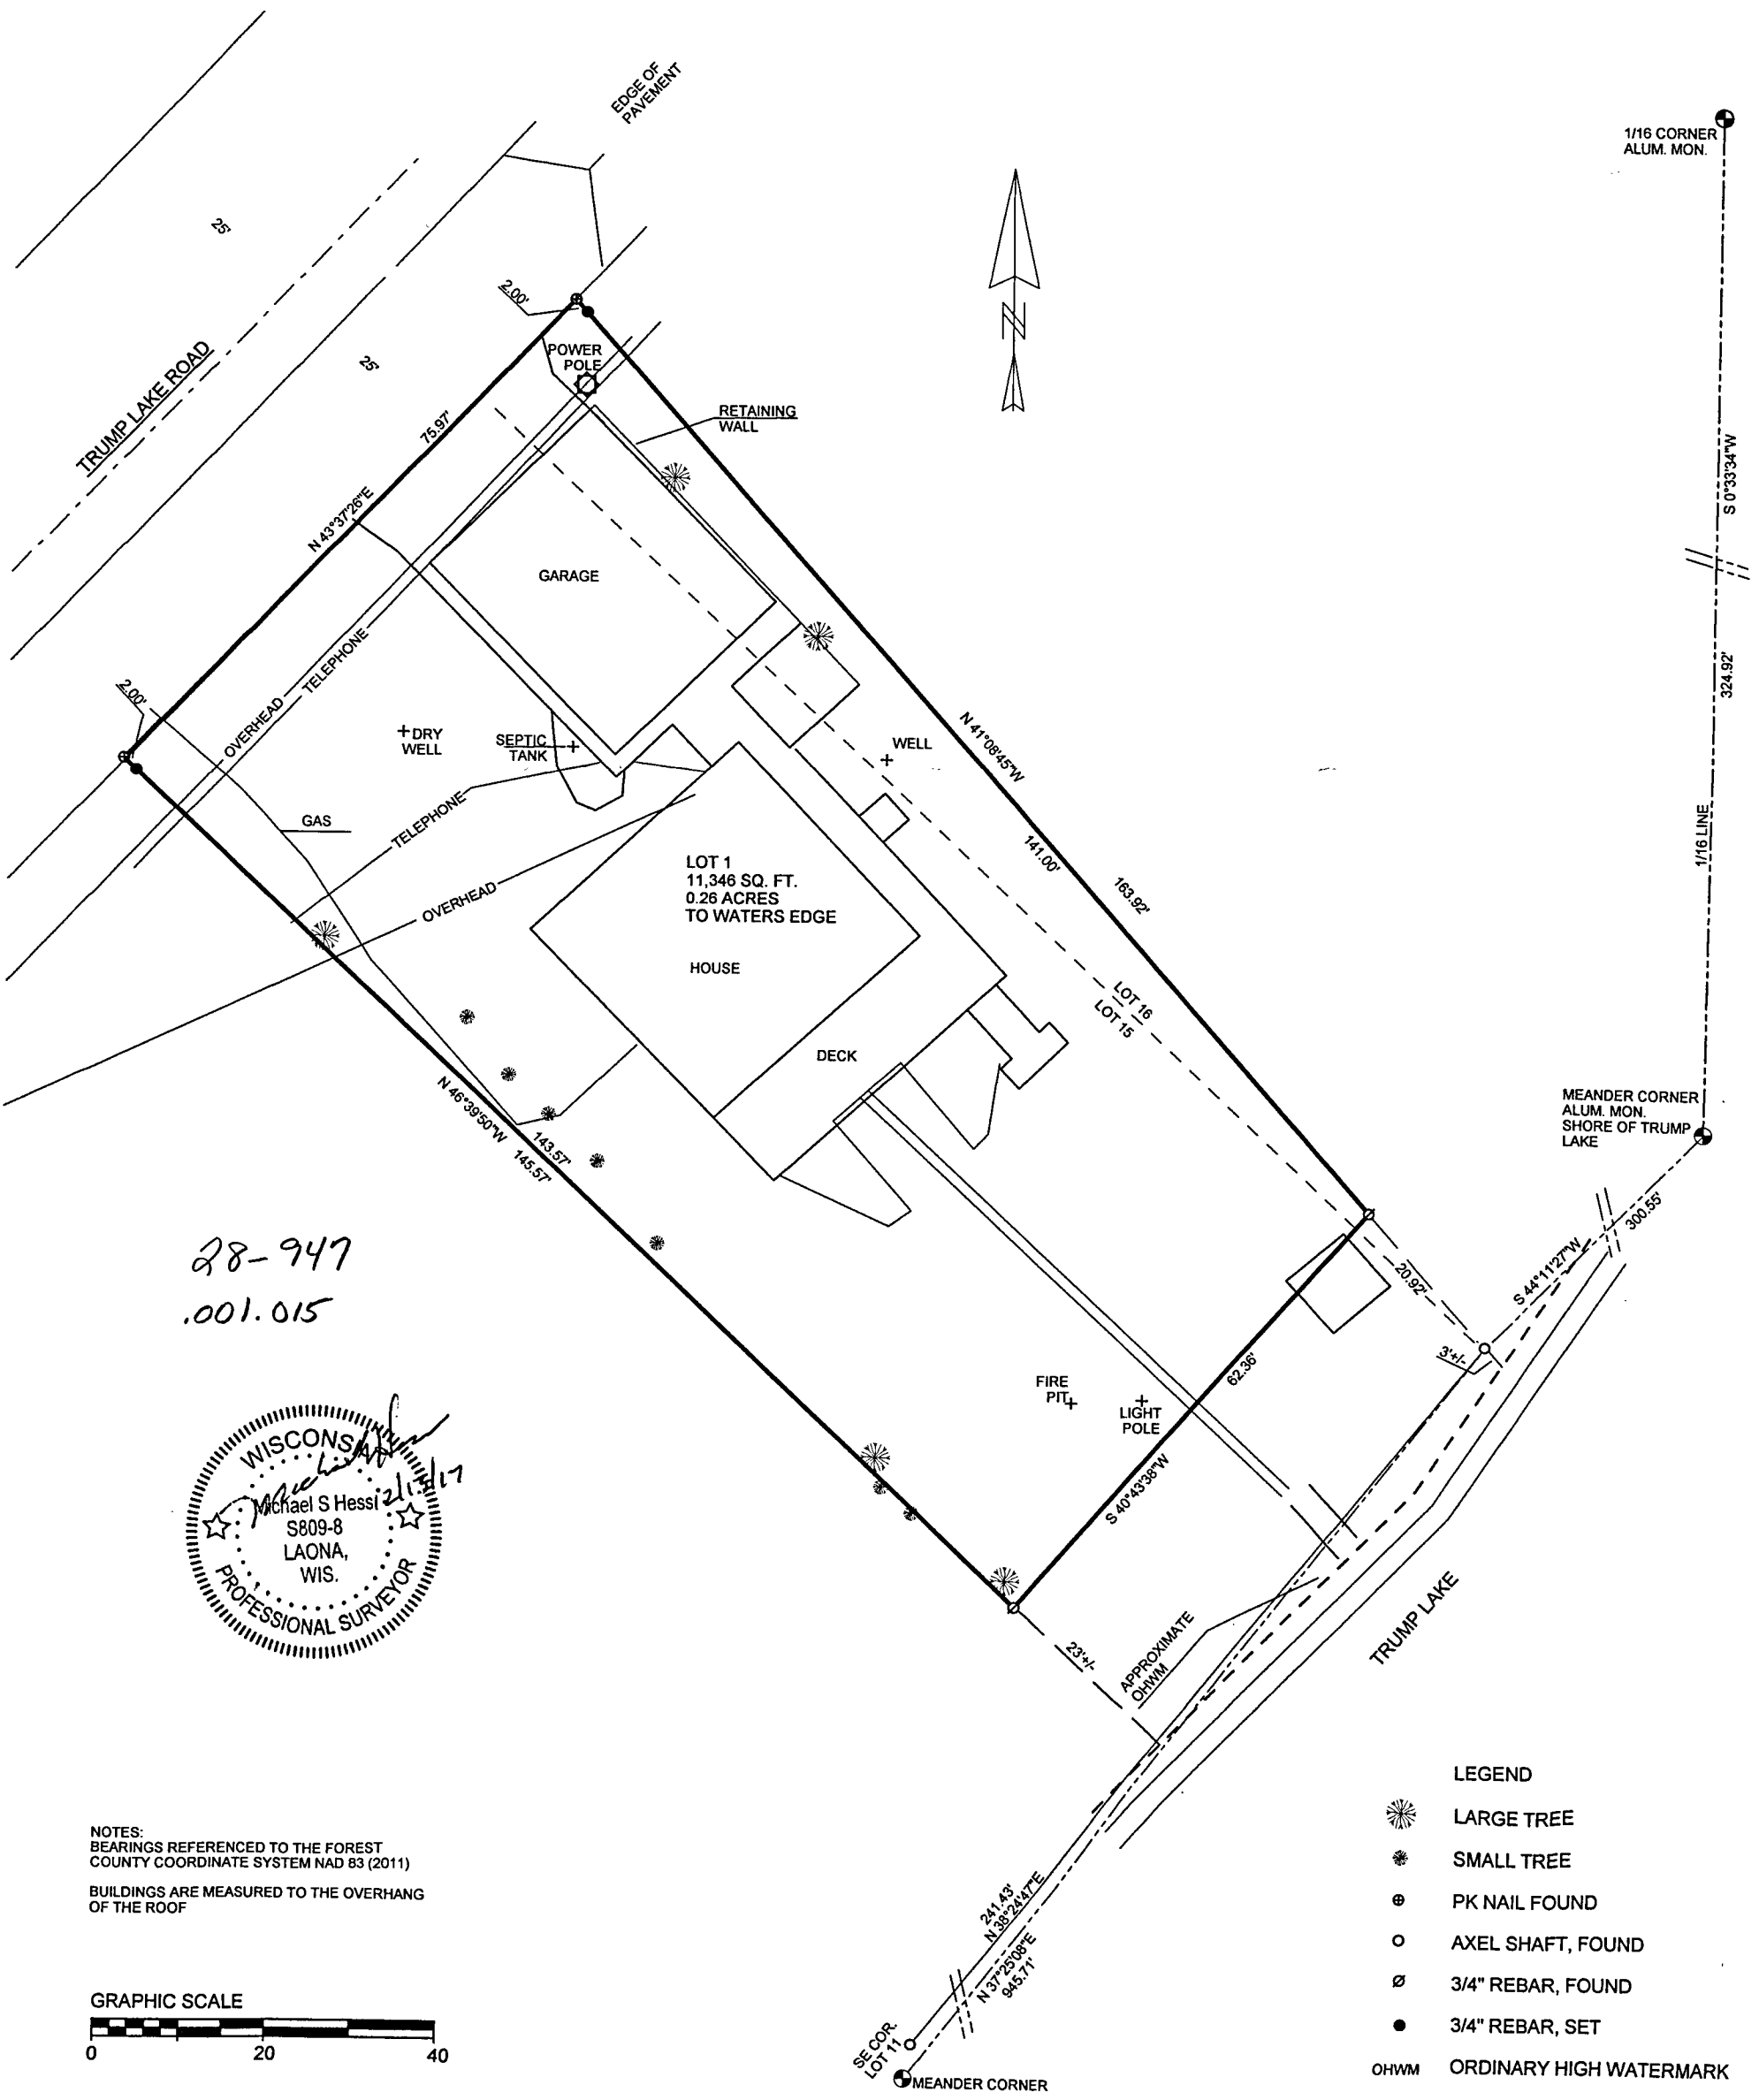 EDGE OF
PAVEMENT
1/16 CORNER
ALUM. MON.
25'
25'
TRUMP LAKE ROAD
2.00'
POWER
POLE
75.97'
N 43°37'26"E
RETAINING
WALL
S 0°33'34"W
324.92'
1/16 LINE
GARAGE
OVERHEAD
TELEPHONE
2.00'
DRY
WELL
SEPTIC
TANK
WELL
N 41°08'45"W
141.00'
163.92'
GAS
TELEPHONE
OVERHEAD
LOT 1
11,346 SQ. FT.
0.26 ACRES
TO WATERS EDGE
HOUSE
LOT 16
LOT 15
DECK
N 46°39'50"W
143.57'
145.57'
MEANDER CORNER
ALUM. MON.
SHORE OF TRUMP
LAKE
300.55'
S 44°11'27"W
20.92'
3'+/-
28-947
.001.015
62.36'
FIRE
PIT
LIGHT
POLE
S 40°43'38"W
WISCONSIN
Michael S Hessl
S809-8
LAONA,
WIS.
PROFESSIONAL SURVEYOR
23'+/-
APPROXIMATE
OHWM
TRUMP LAKE
NOTES:
BEARINGS REFERENCED TO THE FOREST
COUNTY COORDINATE SYSTEM NAD 83 (2011)
BUILDINGS ARE MEASURED TO THE OVERHANG
OF THE ROOF
241.43'
N 38°24'47"E
N 37°25'08"E
945.71'
SE COR.
LOT 11
MEANDER CORNER
GRAPHIC SCALE
0 20 40
LEGEND
LARGE TREE
SMALL TREE
PK NAIL FOUND
AXEL SHAFT, FOUND
3/4" REBAR, FOUND
3/4" REBAR, SET
OHWM ORDINARY HIGH WATERMARK